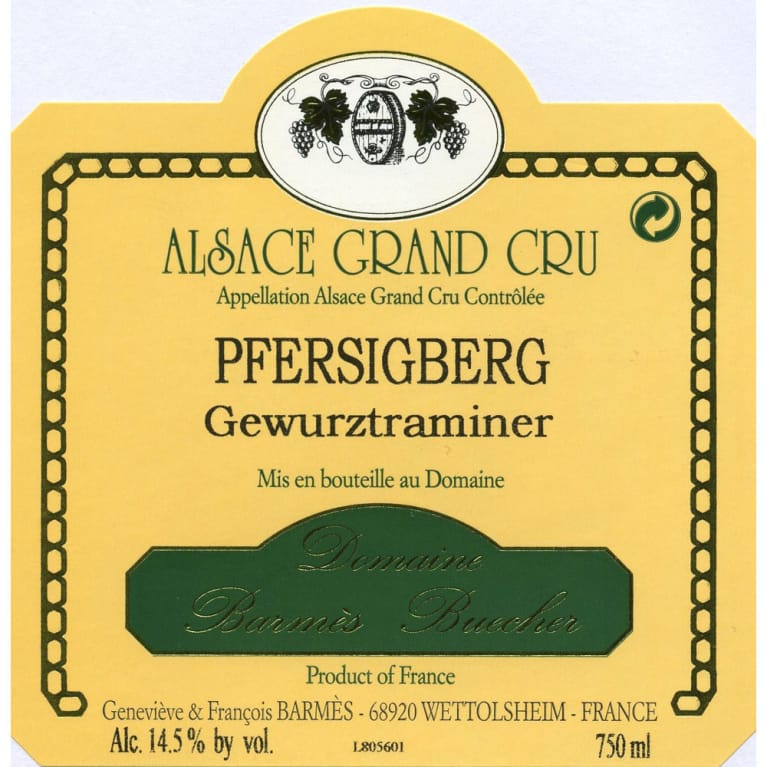 ALSACE GRAND CRU
Appellation Alsace Grand Cru Contrôlée
PFERSIGBERG
Gewurztraminer
Mis en bouteille au Domaine
Domaine
Barmès Buecher
Product of France
Geneviève & François BARMÈS - 68920 WETTOLSHEIM - FRANCE
Alc. 14.5% by vol. L805601 750 ml